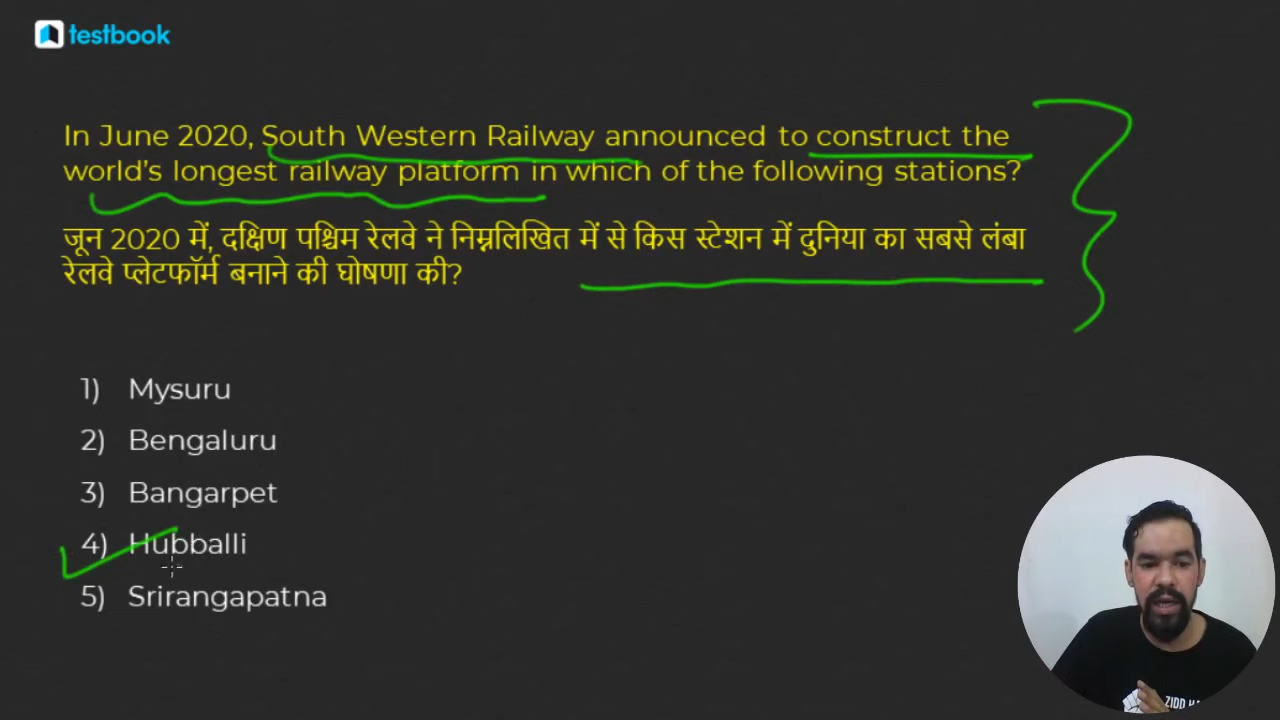 testbook
In June 2020, South Western Railway announced to construct the
world's longest railway platform in which of the following stations?
जून 2020 में, दक्षिण पश्चिम रेलवे ने निम्नलिखित में से किस स्टेशन में दुनिया का सबसे लंबा
रेलवे प्लेटफॉर्म बनाने की घोषणा की?
1) Mysuru
2) Bengaluru
3) Bangarpet
4) Hubballi
5) Srirangapatna
ZIDD